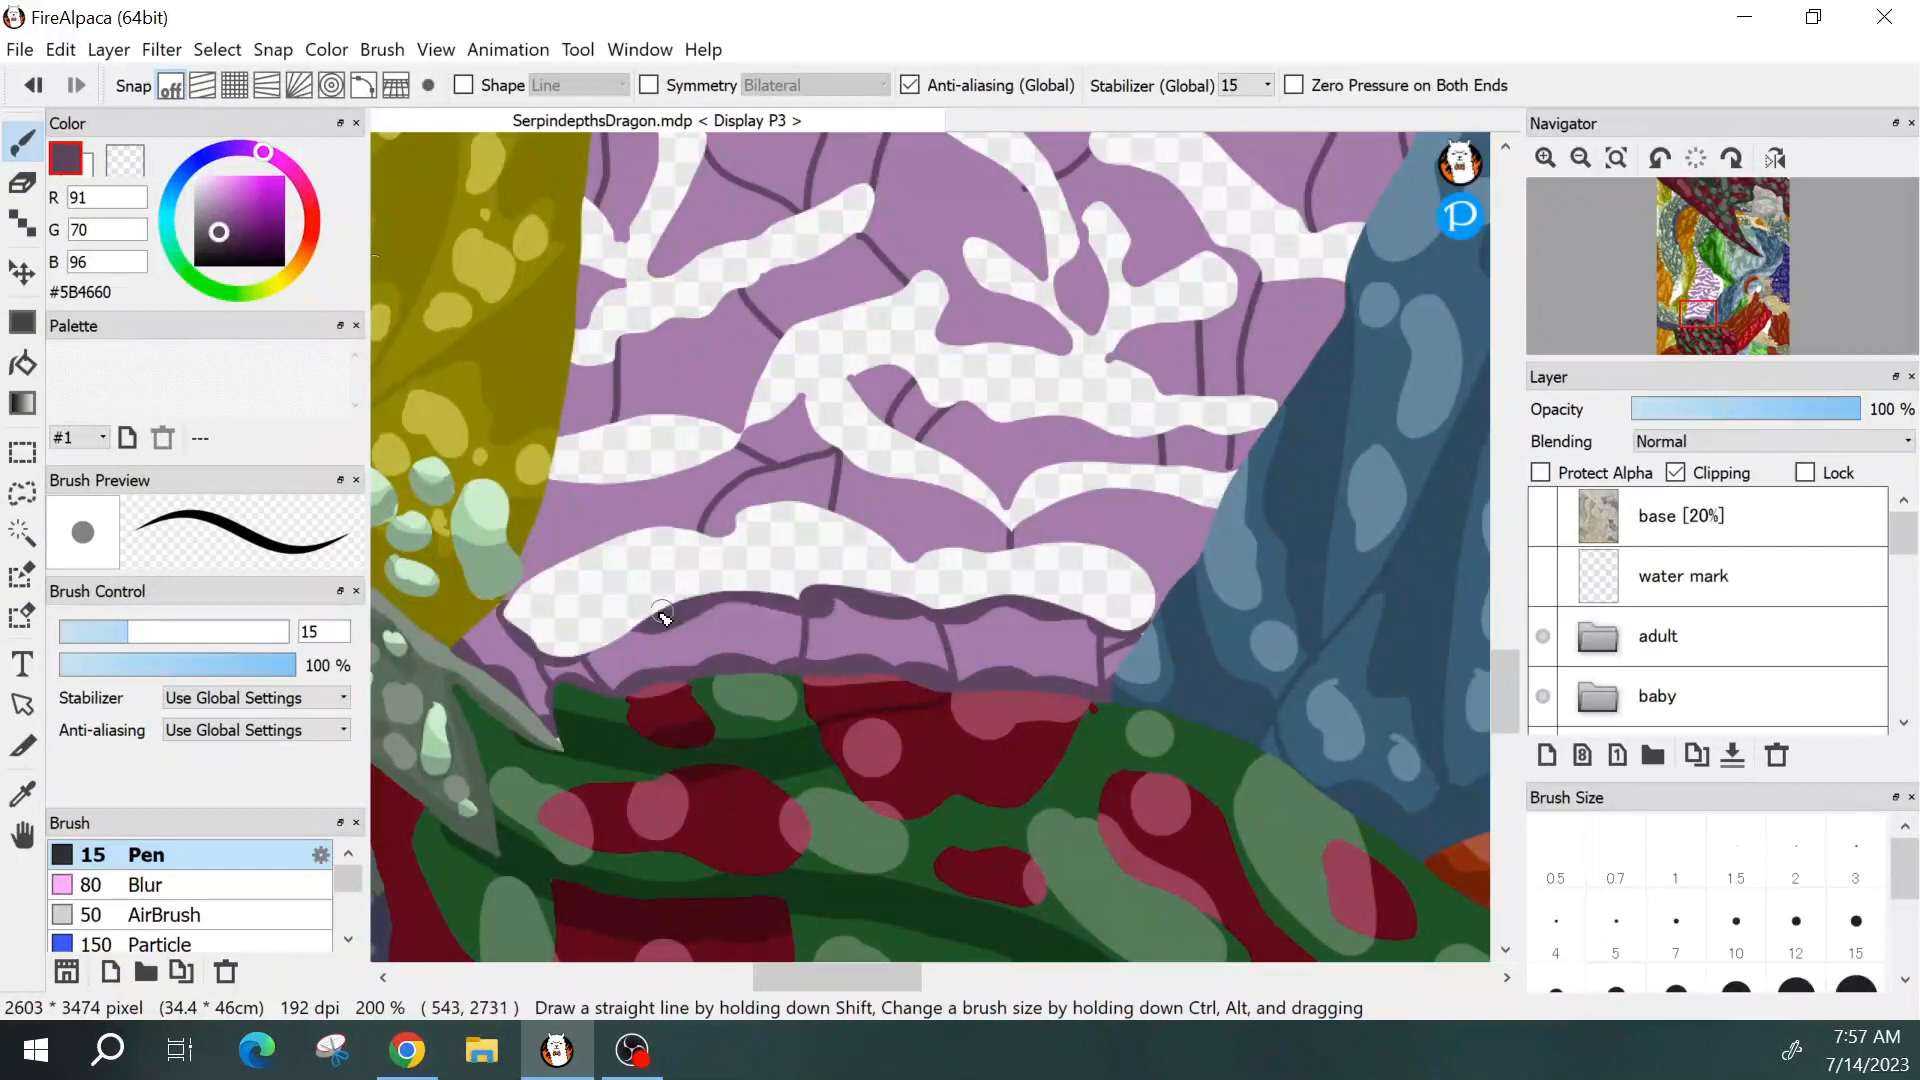 FireAlpaca (64bit)
File Edit Layer Filter Select Snap Color Brush View Animation Tool Window Help
Snap off Shape Line Symmetry Bilateral Anti-aliasing (Global) Stabilizer (Global) 15 Zero Pressure on Both Ends
Color
SerpindepthsDragon.mdp < Display P3 >
Navigator
R 91
G 70
B 96
#5B4660
P
Palette
#1 ---
Brush Preview
Brush Control
15
100 %
Stabilizer Use Global Settings
Anti-aliasing Use Global Settings
Brush
15 Pen
80 Blur
50 AirBrush
150 Particle
Layer
Opacity 100 %
Blending Normal
Protect Alpha Clipping Lock
base [20%]
water mark
adult
baby
8 1
Brush Size
0.5 0.7 1 1.5 2 3
4 5 7 10 12 15
2603 * 3474 pixel (34.4 * 46cm) 192 dpi 200 % ( 543, 2731 ) Draw a straight line by holding down Shift, Change a brush size by holding down Ctrl, Alt, and dragging
7:57 AM
7/14/2023